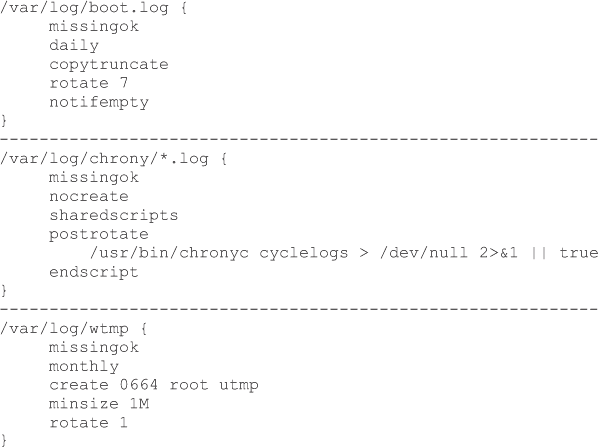 /var/log/boot.log {
     missingok
     daily
     copytruncate
     rotate 7
     notifempty
}
------------------------------------------------------------
/var/log/chrony/*.log {
     missingok
     nocreate
     sharedscripts
     postrotate
         /usr/bin/chronyc cyclelogs > /dev/null 2>&1 || true
     endscript
}
------------------------------------------------------------
/var/log/wtmp {
     missingok
     monthly
     create 0664 root utmp
     minsize 1M
     rotate 1
}